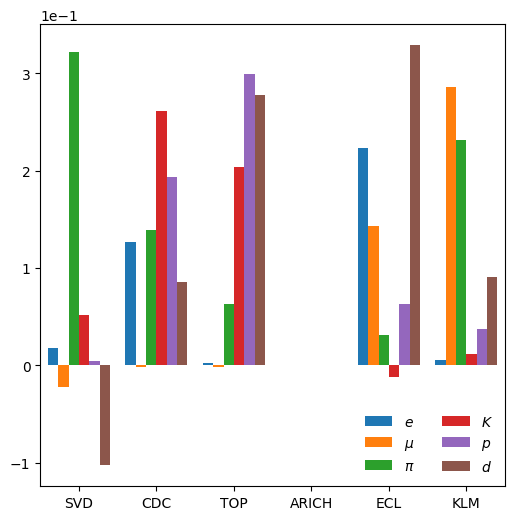 1e−1
3
2
1
0
−1
SVD CDC TOP ARICH ECL KLM
e K
μ p
π d